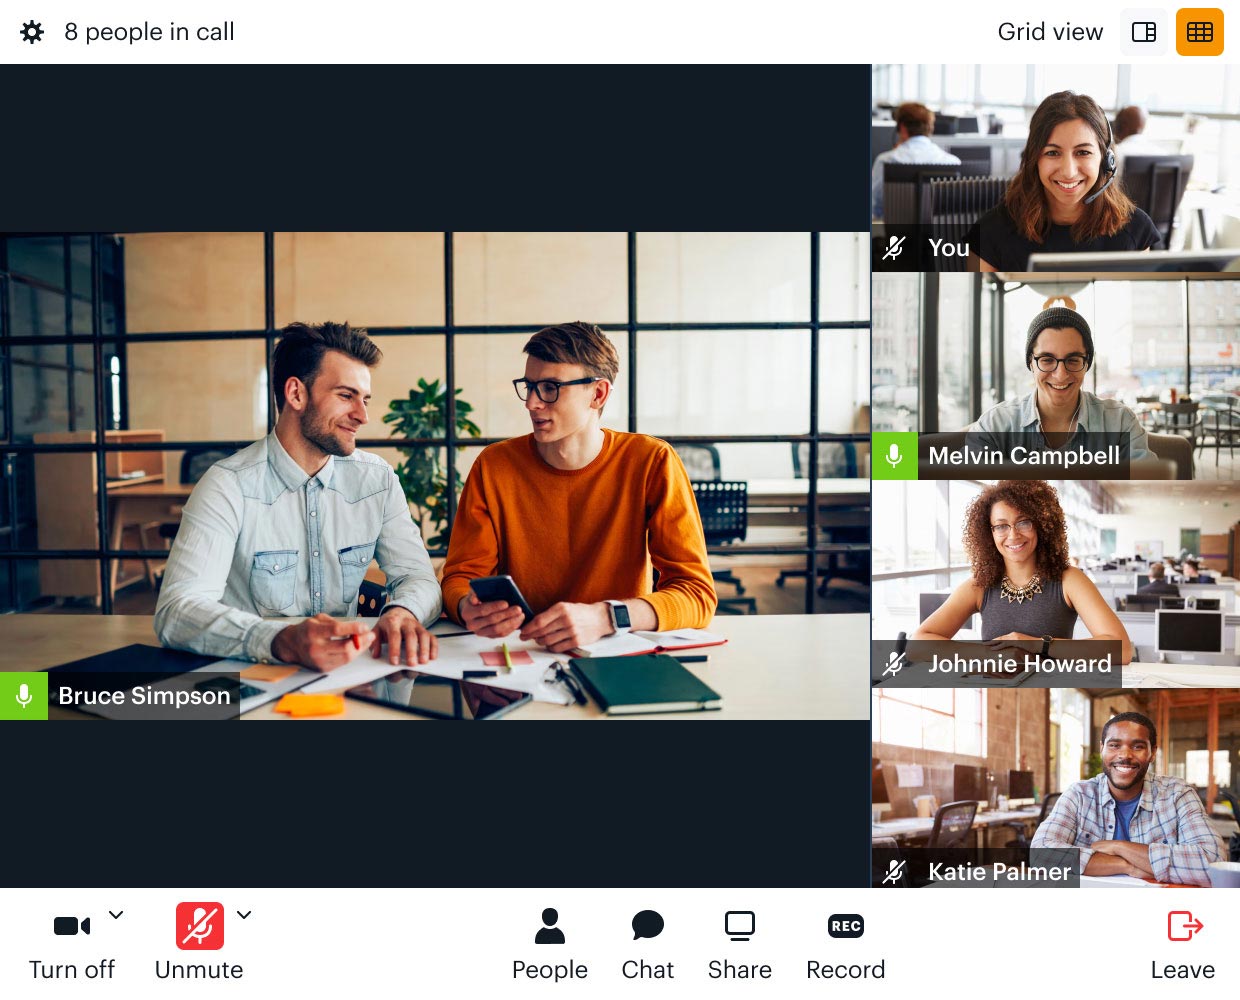 8 people in call
Grid view
You
Melvin Campbell
Johnnie Howard
Katie Palmer
Bruce Simpson
Turn off
Unmute
People
Chat
Share
REC
Record
Leave